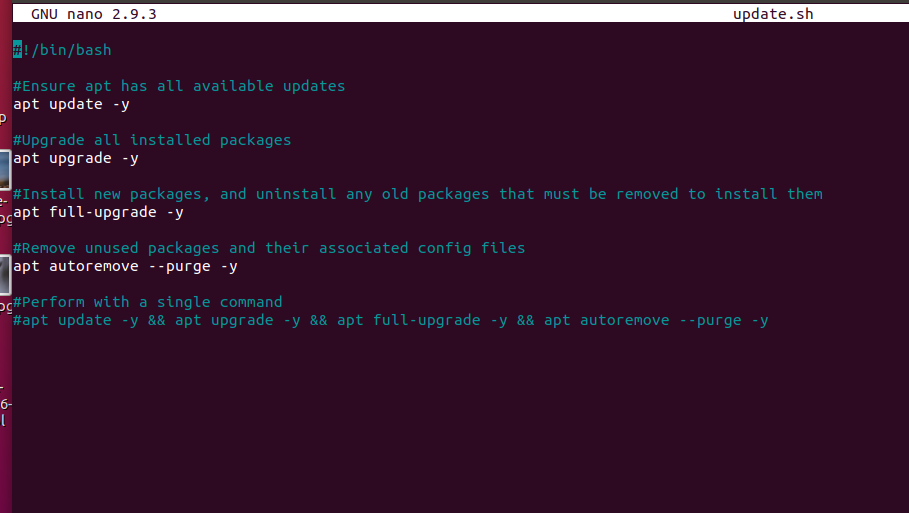 GNU nano 2.9.3 update.sh
#!/bin/bash
#Ensure apt has all available updates
apt update -y
#Upgrade all installed packages
apt upgrade -y
#Install new packages, and uninstall any old packages that must be removed to install them
apt full-upgrade -y
#Remove unused packages and their associated config files
apt autoremove --purge -y
#Perform with a single command
#apt update -y && apt upgrade -y && apt full-upgrade -y && apt autoremove --purge -y